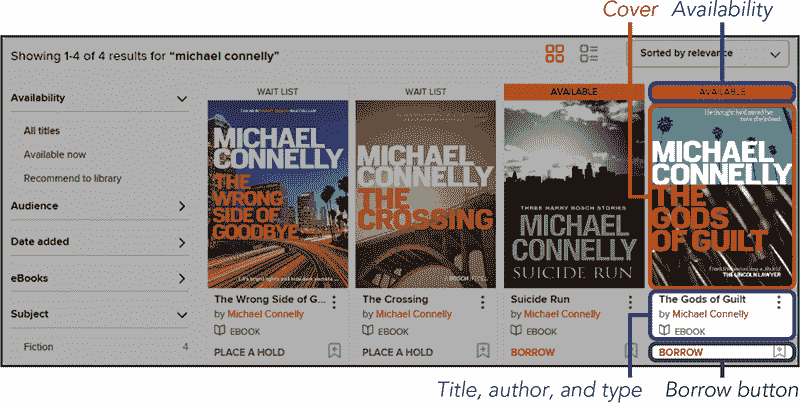 Cover Availability
Showing 1-4 of 4 results for “michael connelly”
Sorted by relevance
Availability
All titles
Available now
Recommend to library
Audience
Date added
eBooks
Subject
Fiction 4
WAIT LIST
MICHAEL
CONNELLY
THE
WRONG
SIDE OF
GOODBYE
The Wrong Side of G...
by Michael Connelly
EBOOK
PLACE A HOLD
WAIT LIST
MICHAEL
CONNELLY
THE
CROSSING
The Crossing
by Michael Connelly
EBOOK
PLACE A HOLD
AVAILABLE
THREE HARRY BOSCH STORIES
MICHAEL
CONNELLY
SUICIDE RUN
Suicide Run
by Michael Connelly
EBOOK
BORROW
AVAILABLE
He thought he'd saved her
MICHAEL
CONNELLY
THE
GODS
OF GUILT
THE LINCOLN LAWYER
The Gods of Guilt
by Michael Connelly
EBOOK
BORROW
Title, author, and type Borrow button